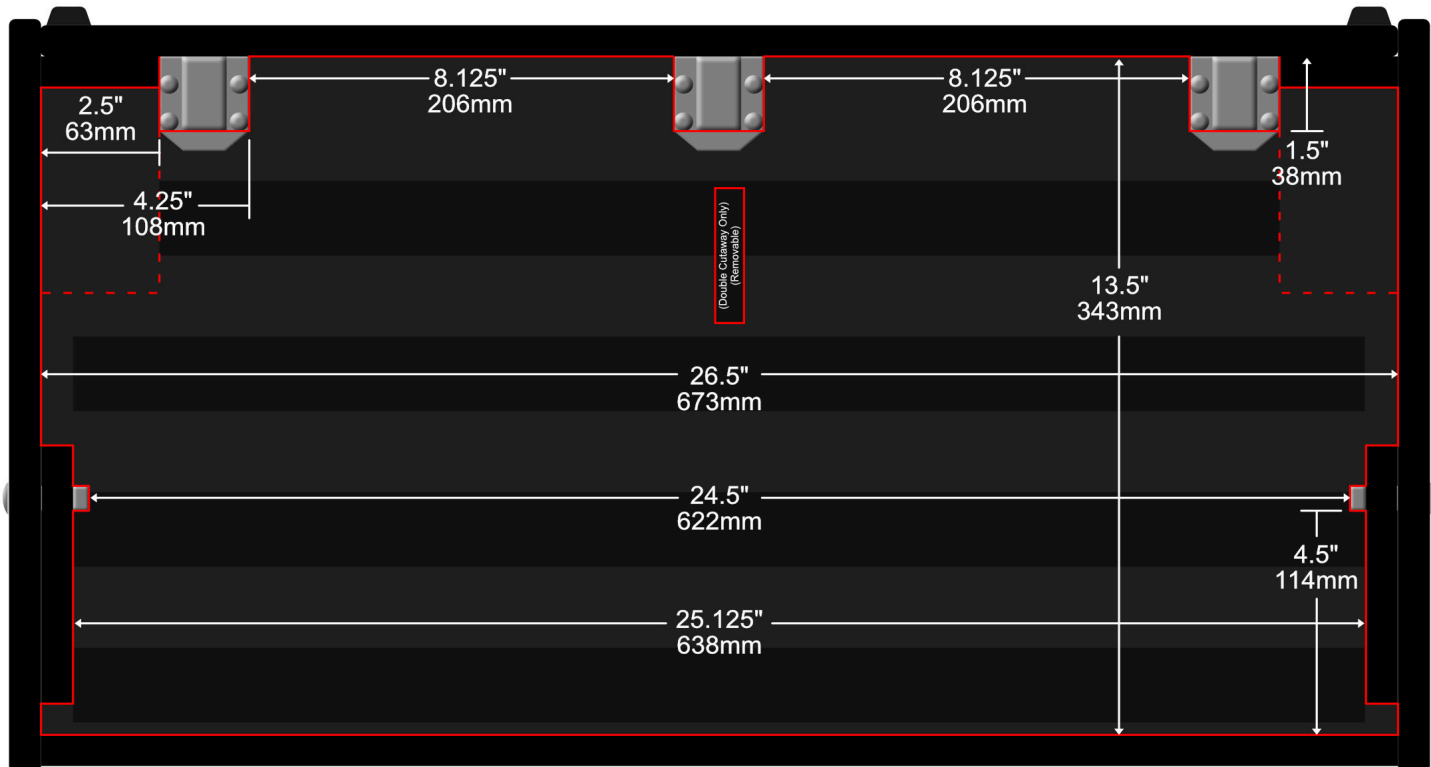 8.125"
206mm
8.125"
206mm
2.5"
63mm
1.5"
38mm
4.25"
108mm
(Double Cutaway Only)
(Removable)
13.5"
343mm
26.5"
673mm
24.5"
622mm
4.5"
114mm
25.125"
638mm